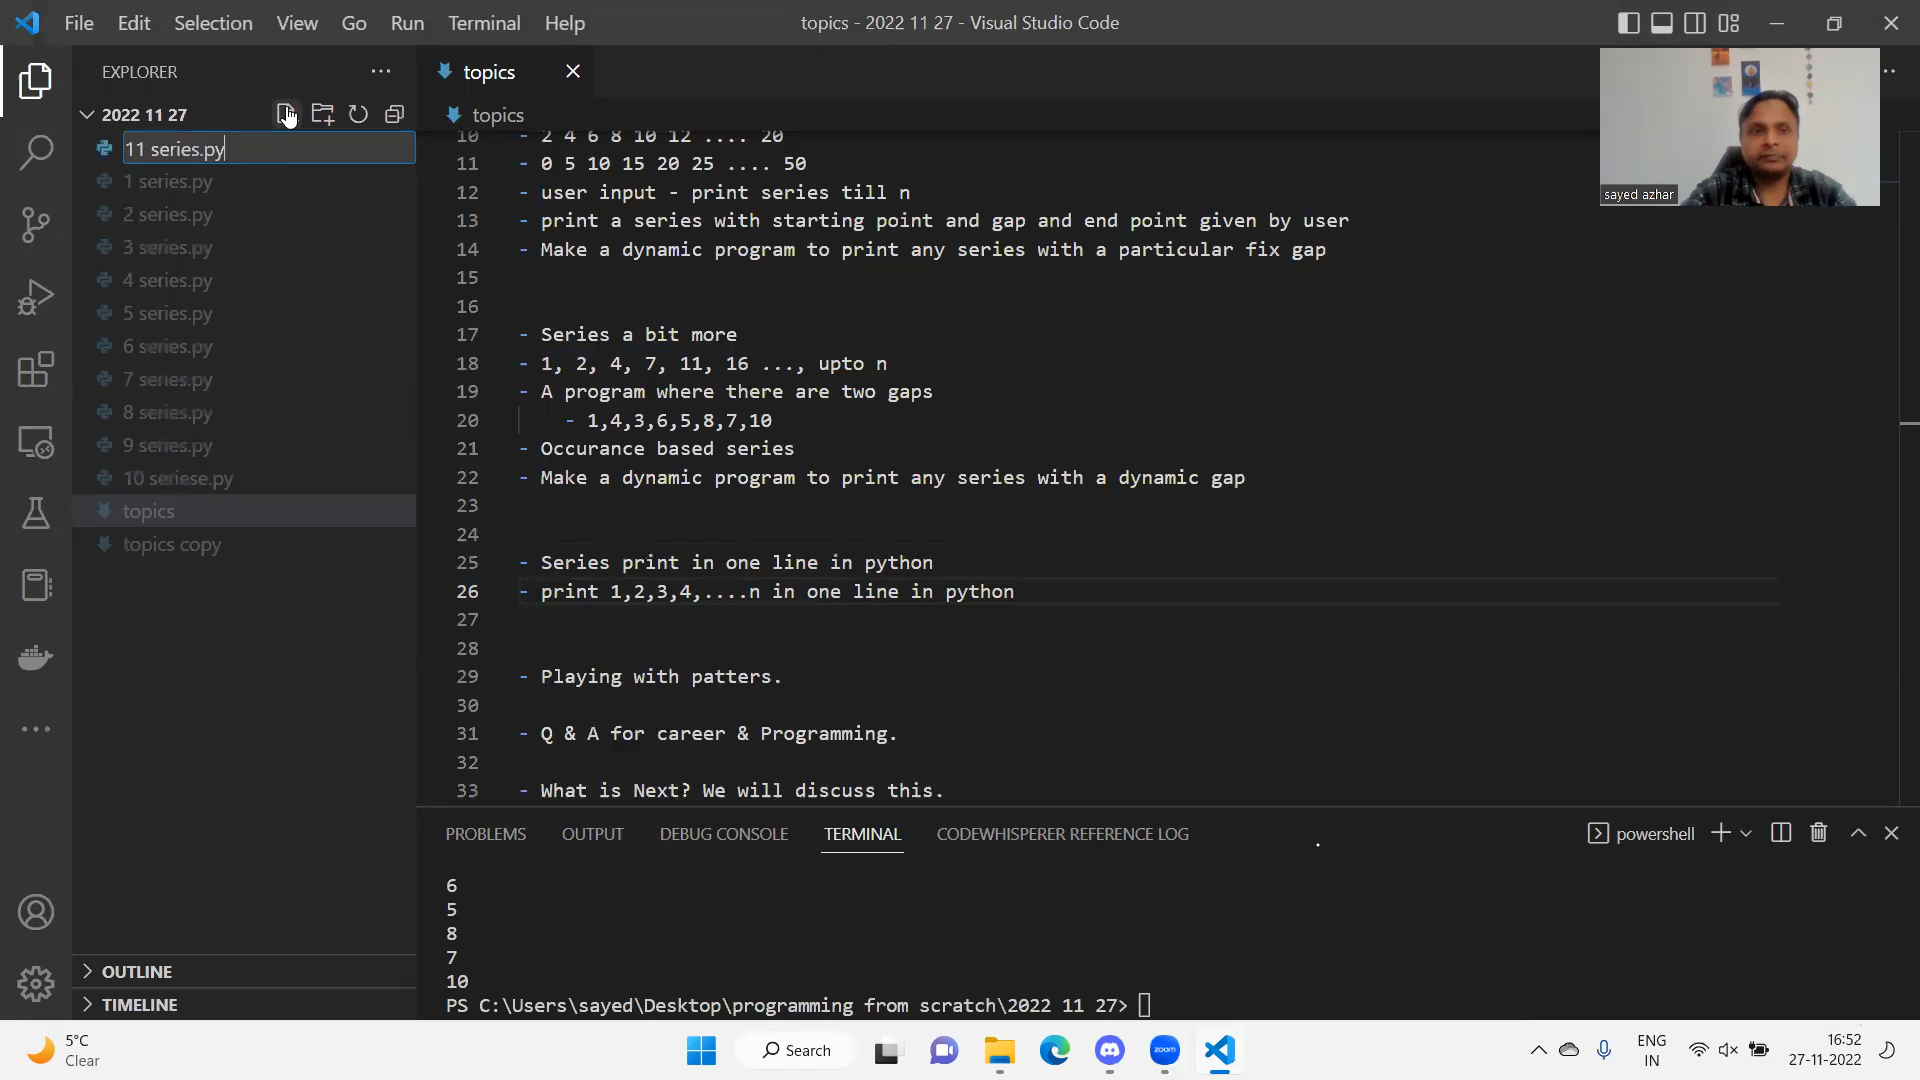 File Edit Selection View Go Run Terminal Help
topics - 2022 11 27 - Visual Studio Code
EXPLORER
2022 11 27
11 series.py
1 series.py
2 series.py
3 series.py
4 series.py
5 series.py
6 series.py
7 series.py
8 series.py
9 series.py
10 seriese.py
topics
topics copy
OUTLINE
TIMELINE
topics
topics
10 - 2 4 6 8 10 12 .... 20
11 - 0 5 10 15 20 25 .... 50
12 - user input - print series till n
13 - print a series with starting point and gap and end point given by user
14 - Make a dynamic program to print any series with a particular fix gap
15
16
17 - Series a bit more
18 - 1, 2, 4, 7, 11, 16 ..., upto n
19 - A program where there are two gaps
20 - 1,4,3,6,5,8,7,10
21 - Occurance based series
22 - Make a dynamic program to print any series with a dynamic gap
23
24
25 - Series print in one line in python
26 - print 1,2,3,4,....n in one line in python
27
28
29 - Playing with patters.
30
31 - Q & A for career & Programming.
32
33 - What is Next? We will discuss this.
sayed azhar
PROBLEMS OUTPUT DEBUG CONSOLE TERMINAL CODEWHISPERER REFERENCE LOG
powershell
6
5
8
7
10
PS C:\Users\sayed\Desktop\programming from scratch\2022 11 27>
5°C
Clear
Search
zoom
ENG
IN
16:52
27-11-2022